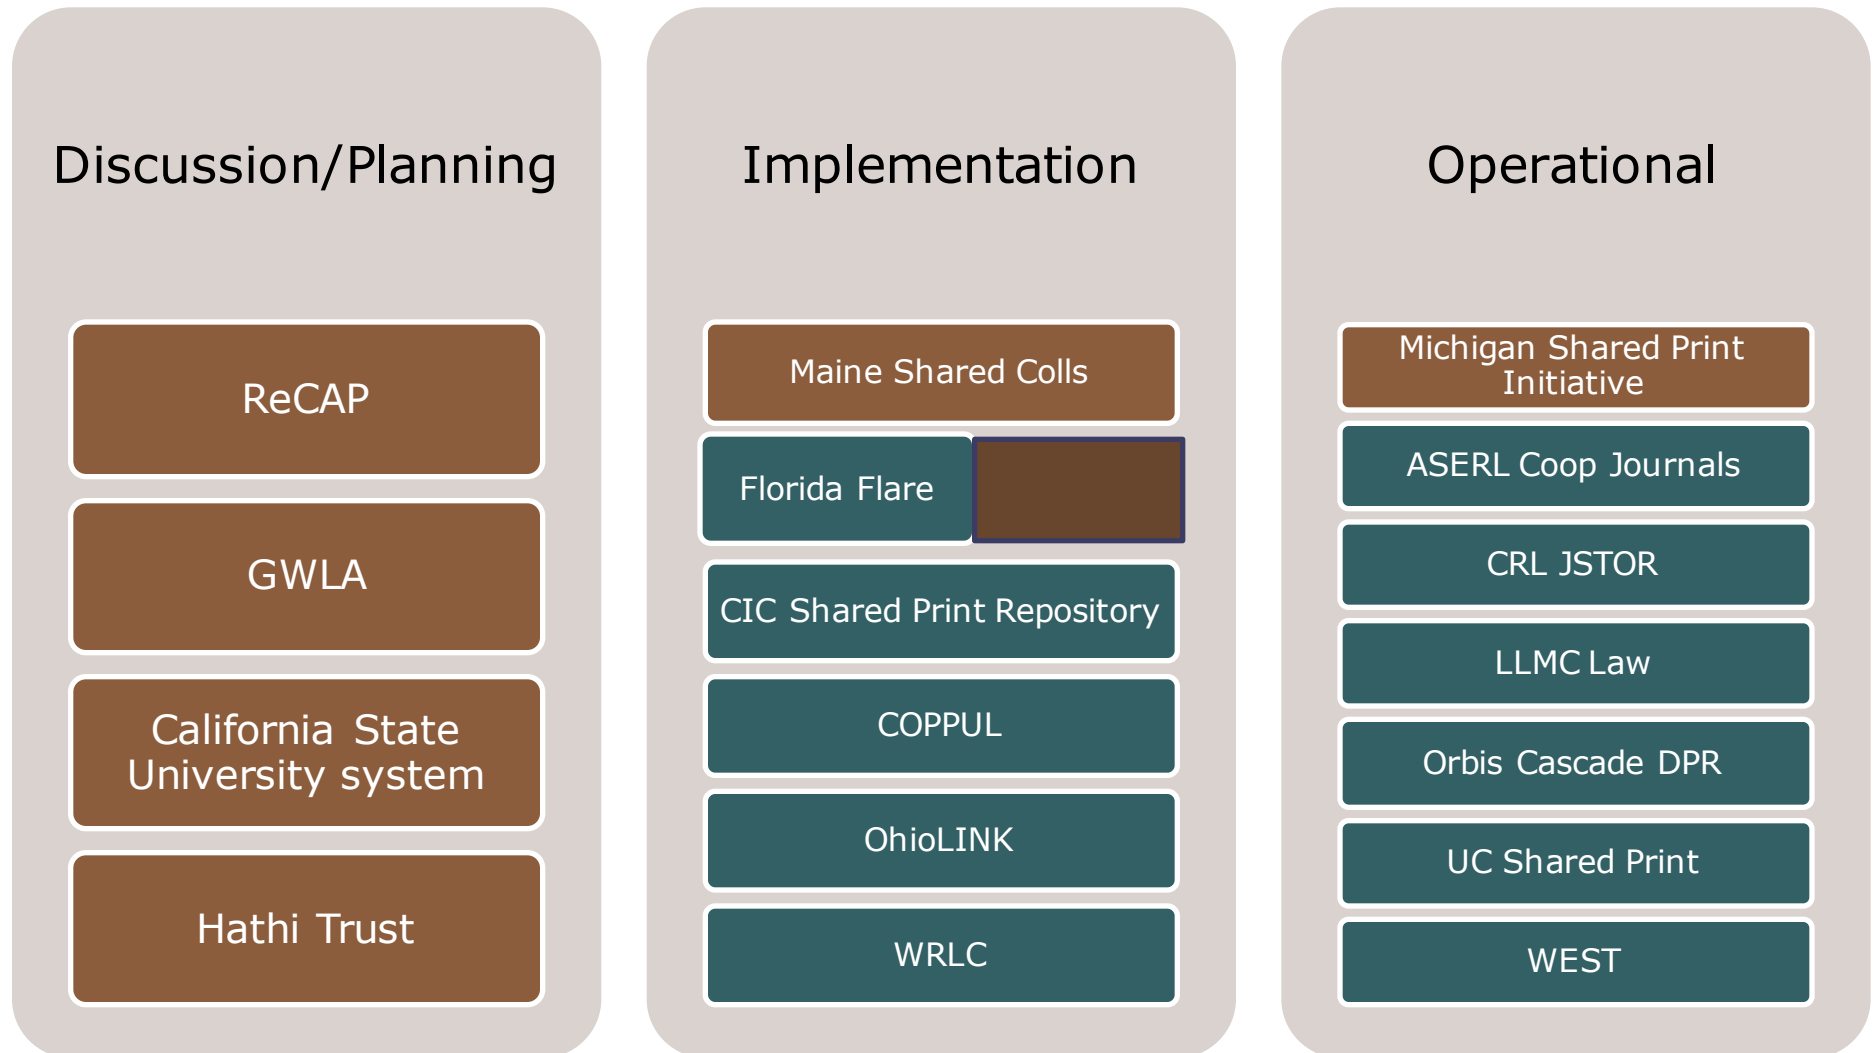 Discussion/Planning
ReCAP
GWLA
California State
University system
Hathi Trust
Implementation
Maine Shared Colls
Florida Flare
CIC Shared Print Repository
COPPUL
OhioLINK
WRLC
Operational
Michigan Shared Print
Initiative
ASERL Coop Journals
CRL JSTOR
LLMC Law
Orbis Cascade DPR
UC Shared Print
WEST